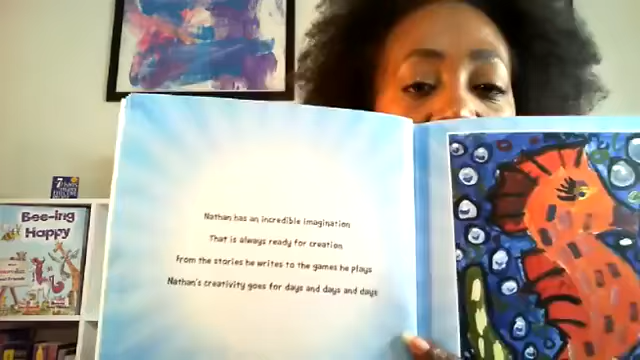 Nathan has an incredible imagination
That is always ready for creation
From the stories he writes to the games he plays
Nathan's creativity goes for days and days and days
Bee-ing
Happy